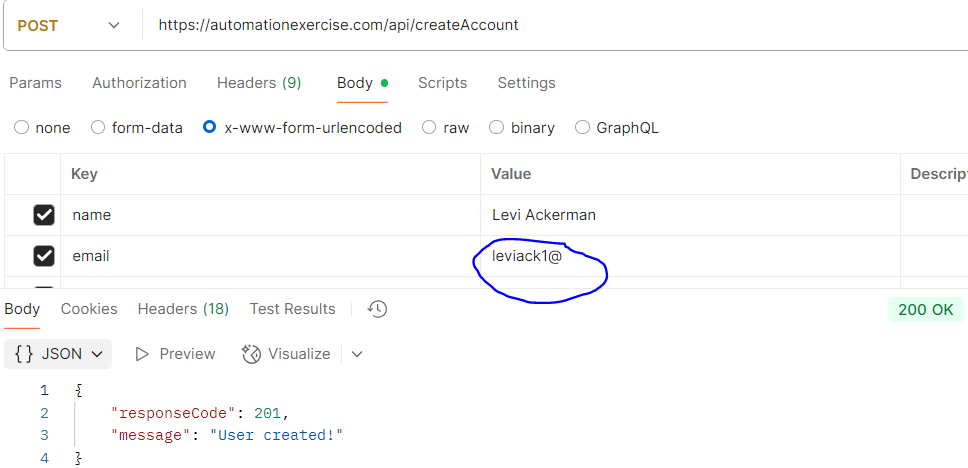 POST https://automationexercise.com/api/createAccount
Params Authorization Headers (9) Body Scripts Settings
none form-data x-www-form-urlencoded raw binary GraphQL
Key Value Descript
name Levi Ackerman
email leviack1@
Body Cookies Headers (18) Test Results 200 OK
{} JSON Preview Visualize
1 {
2 "responseCode": 201,
3 "message": "User created!"
4 }